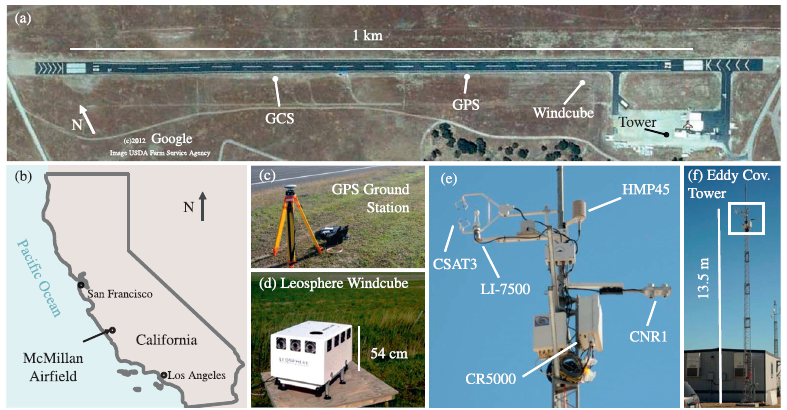 (a)
1 km
N
GCS
GPS
Windcube
Tower
(c)2012 Google
Image USDA Farm Service Agency
(b)
N
Pacific Ocean
San Francisco
California
McMillan
Airfield
Los Angeles
(c)
GPS Ground
Station
(d) Leosphere Windcube
54 cm
(e)
HMP45
CSAT3
LI-7500
CNR1
CR5000
(f) Eddy Cov.
Tower
13.5 m